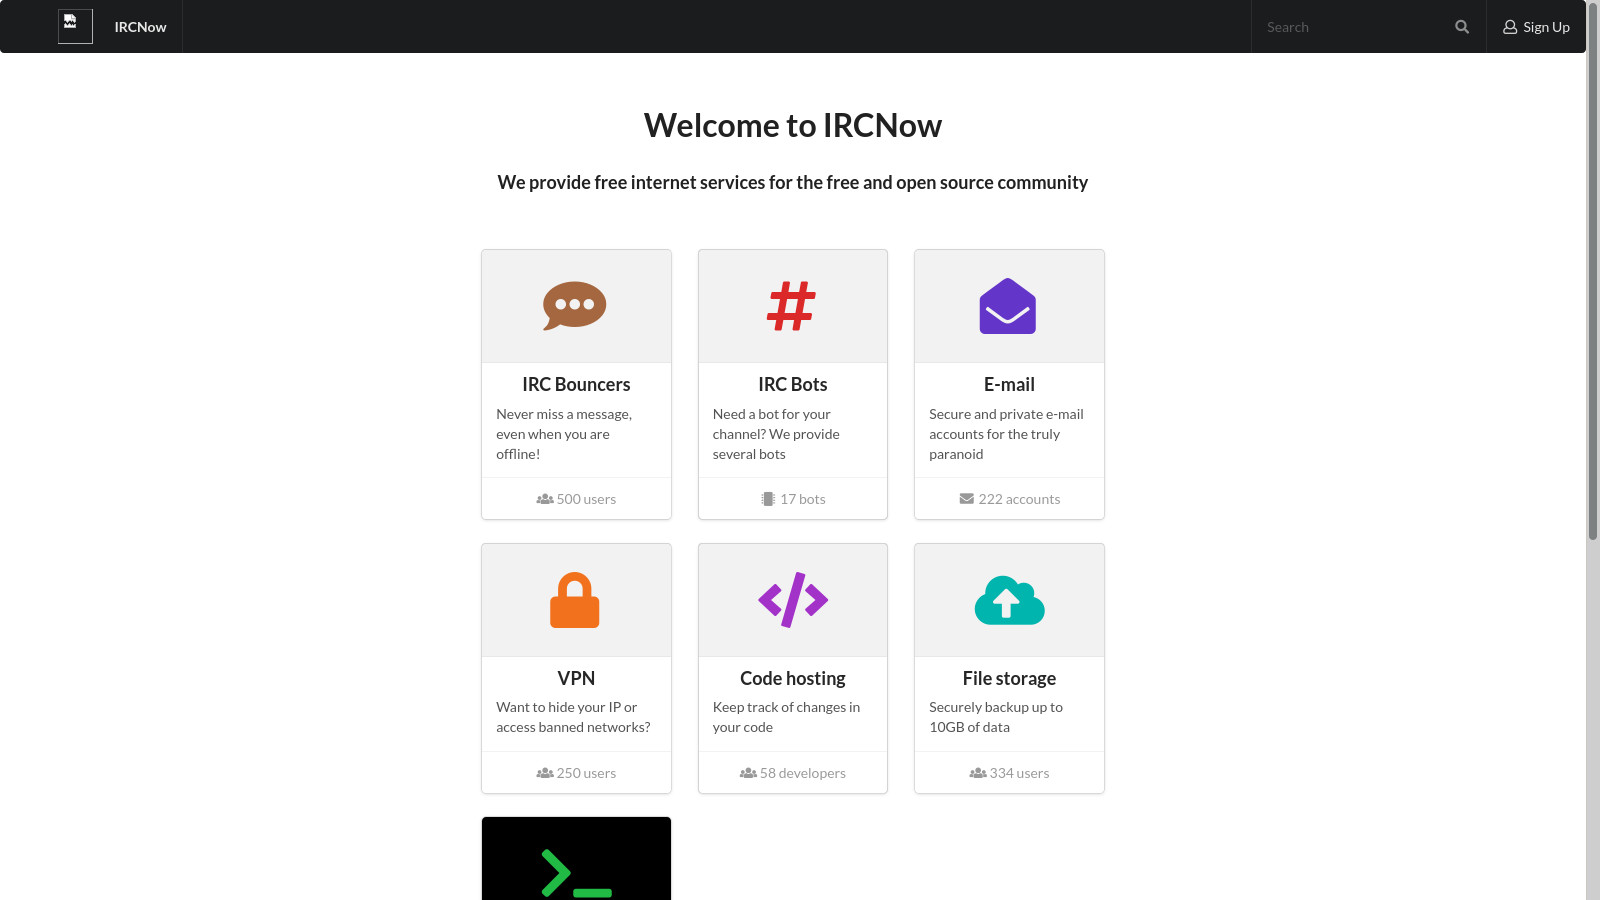 IRCNow
Search
Sign Up
Welcome to IRCNow
We provide free internet services for the free and open source community
IRC Bouncers
Never miss a message,
even when you are
offline!
500 users
IRC Bots
Need a bot for your
channel? We provide
several bots
17 bots
E-mail
Secure and private e-mail
accounts for the truly
paranoid
222 accounts
VPN
Want to hide your IP or
access banned networks?
250 users
Code hosting
Keep track of changes in
your code
58 developers
File storage
Securely backup up to
10GB of data
334 users